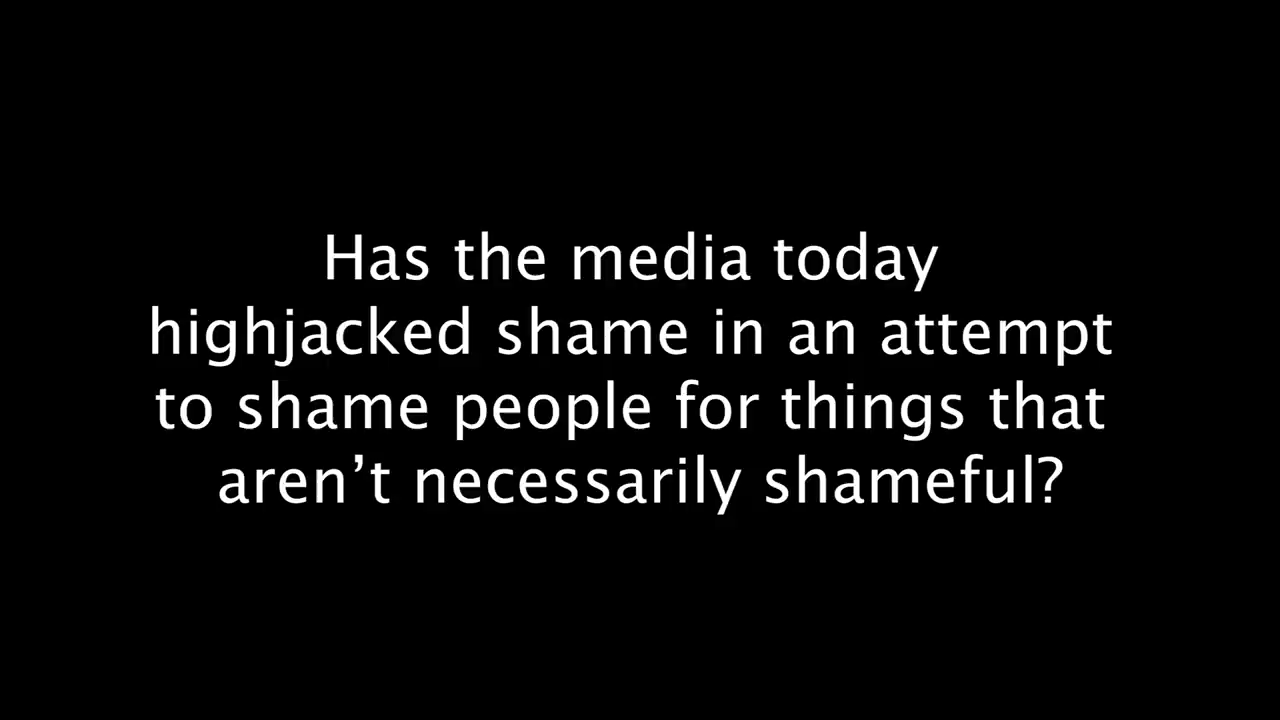 Has the media today
highjacked shame in an attempt
to shame people for things that
aren’t necessarily shameful?